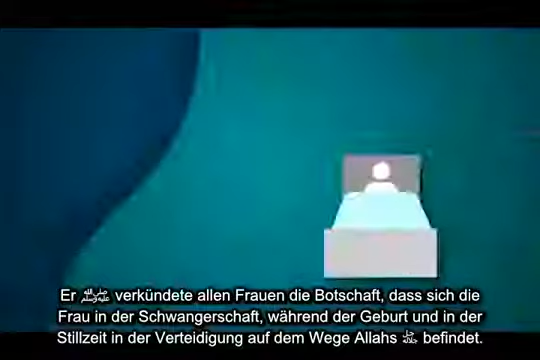 Er ﷺ verkündete allen Frauen die Botschaft, dass sich die
Frau in der Schwangerschaft, während der Geburt und in der
Stillzeit in der Verteidigung auf dem Wege Allahs ﷻ befindet.